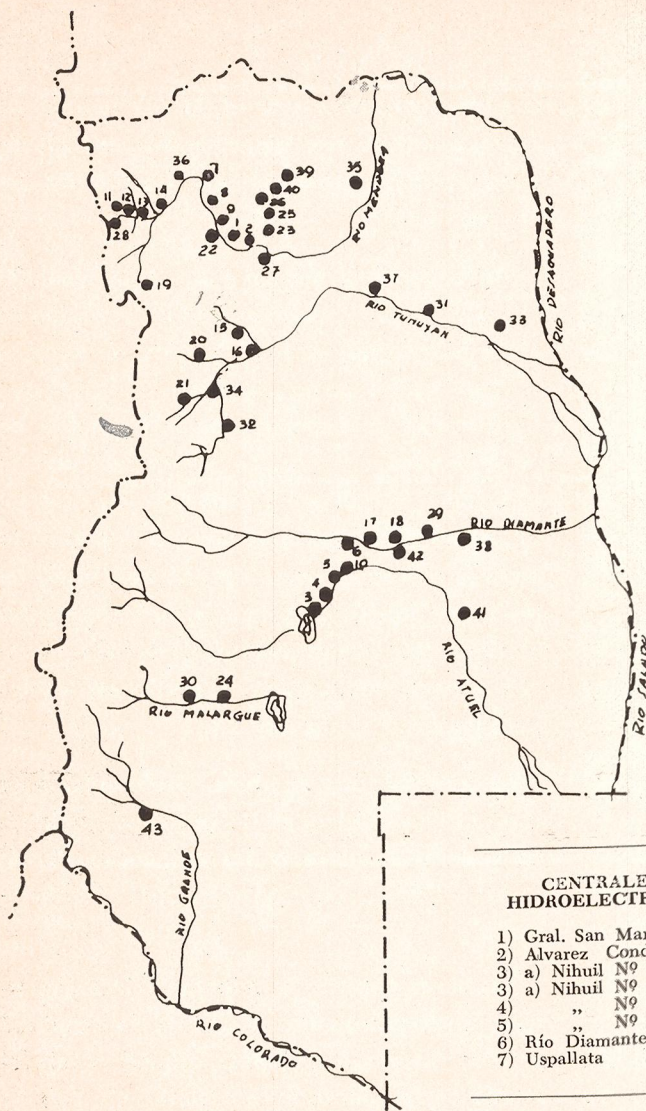 36
7
39
35
11
12
13
14
8
40
26
25
9
28
22
1
2
23
27
19
RIO MENDOZA
RIO DESAGUADERO
37
31
33
RIO TUNUYAN
15
16
20
21
34
32
17
18
29
RIO DIAMANTE
6
42
38
5
10
4
3
41
RIO ATUEL
RIO SALADO
30
24
RIO MALARGUE
43
RIO GRANDE
RIO COLORADO
CENTRALE
HIDROELECTR
1) Gral. San Mar
2) Alvarez Cond
3) a) Nihuil Nº
3) a) Nihuil Nº
4) „ Nº
5) „ Nº
6) Río Diamante
7) Uspallata